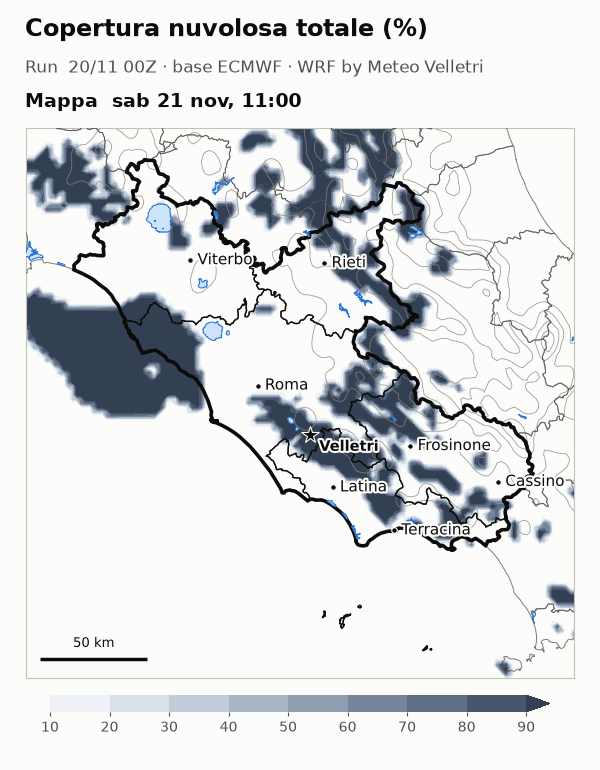 Copertura nuvolosa totale (%)
Run  20/11 00Z · base ECMWF · WRF by Meteo Velletri
Mappa  sab 21 nov, 11:00
Viterbo
Rieti
Roma
Velletri
Frosinone
Cassino
Latina
Terracina
50 km
10 20 30 40 50 60 70 80 90